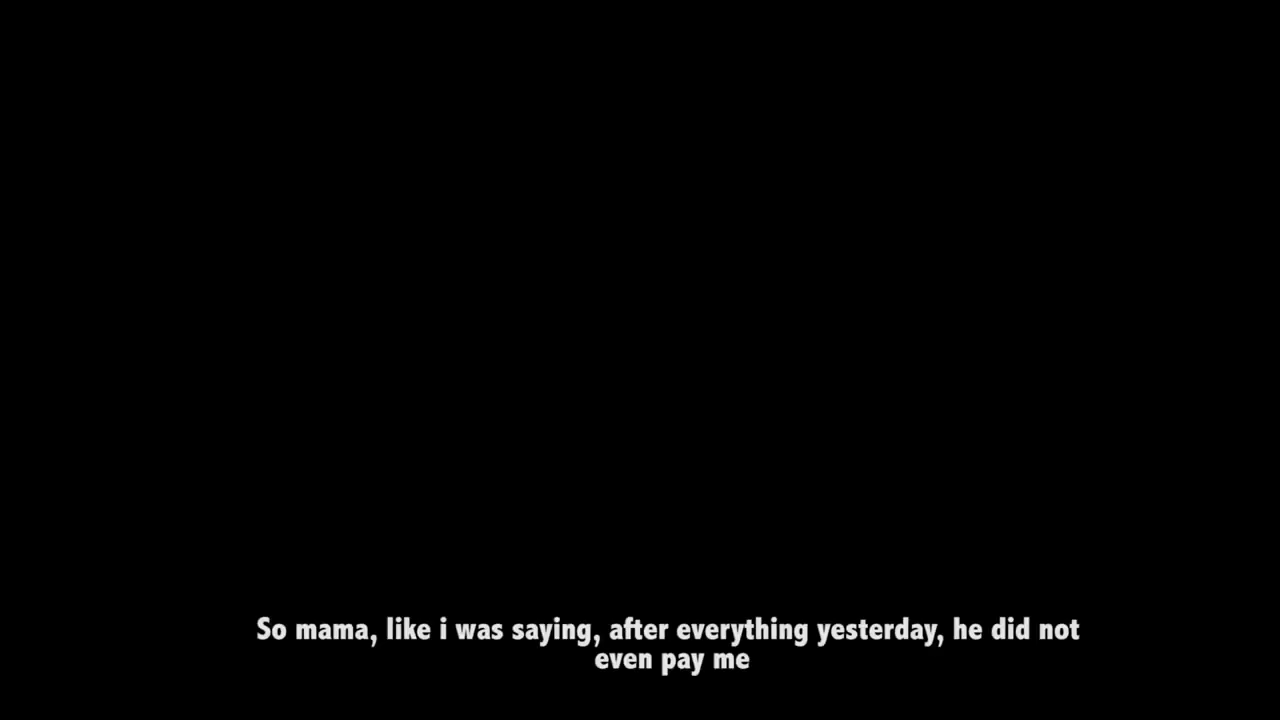 So mama, like i was saying, after everything yesterday, he did not
even pay me